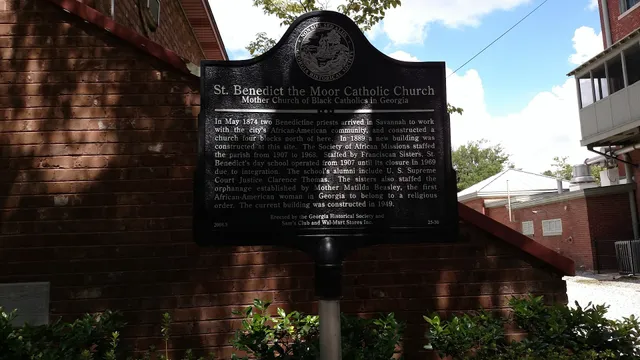 St. Benedict the Moor Catholic Church
Mother Church of Black Catholics in Georgia
In May 1874 two Benedictine priests arrived in Savannah to work
with the city's African-American community, and constructed a
church four blocks north of here. In 1889 a new building was
constructed at this site. The Society of African Missions staffed
the parish from 1907 to 1968. Staffed by Franciscan Sisters, St.
Benedict's day school operated from 1907 until its closure in 1969
due to integration. The school's alumni include U. S. Supreme
Court Justice Clarence Thomas. The sisters also staffed the
orphanage established by Mother Matilda Beasley, the first
African-American woman in Georgia to belong to a religious
order. The current building was constructed in 1949.
Erected by the Georgia Historical Society and
Sam's Club and Wal-Mart Stores Inc.